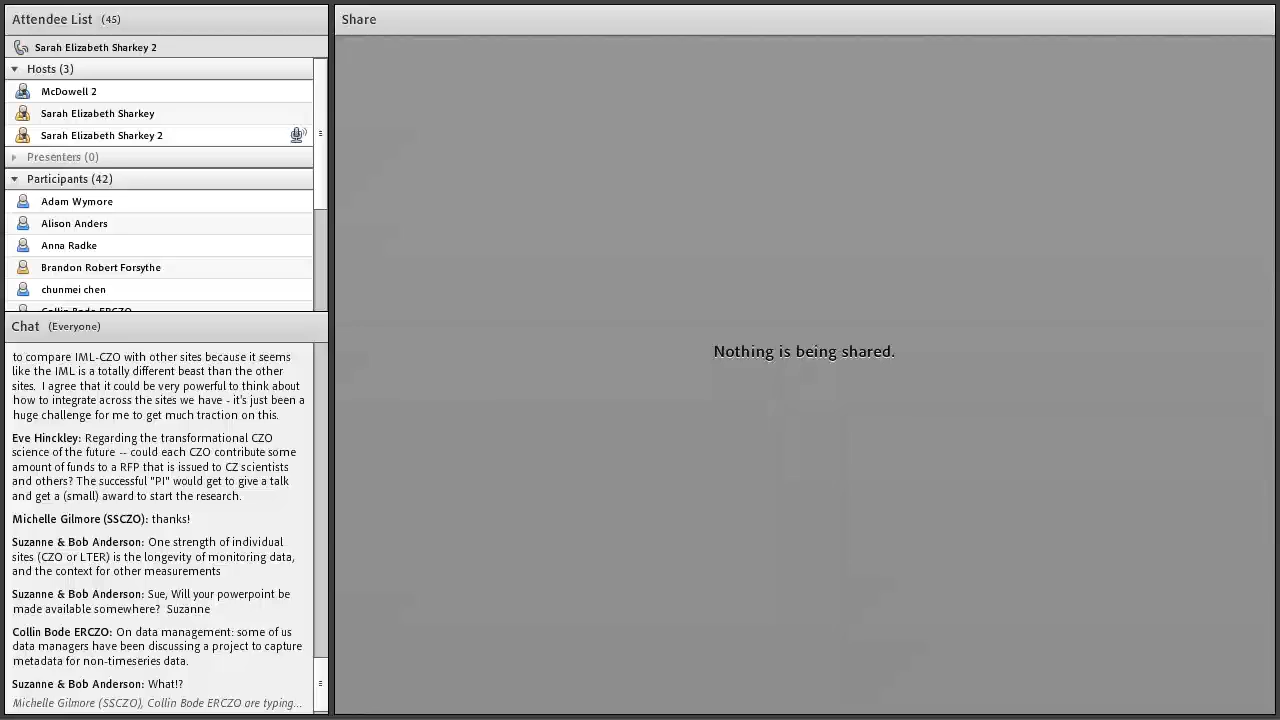 Attendee List (45)
Sarah Elizabeth Sharkey 2
Hosts (3)
McDowell 2
Sarah Elizabeth Sharkey
Sarah Elizabeth Sharkey 2
Presenters (0)
Participants (42)
Adam Wymore
Alison Anders
Anna Radke
Brandon Robert Forsythe
chunmei chen
Collin Bode ERCZO
Chat (Everyone)
to compare IML-CZO with other sites because it seems
like the IML is a totally different beast than the other
sites. I agree that it could be very powerful to think about
how to integrate across the sites we have - it's just been a
huge challenge for me to get much traction on this.
Eve Hinckley: Regarding the transformational CZO
science of the future -- could each CZO contribute some
amount of funds to a RFP that is issued to CZ scientists
and others? The successful "PI" would get to give a talk
and get a (small) award to start the research.
Michelle Gilmore (SSCZO): thanks!
Suzanne & Bob Anderson: One strength of individual
sites (CZO or LTER) is the longevity of monitoring data,
and the context for other measurements
Suzanne & Bob Anderson: Sue, Will your powerpoint be
made available somewhere? Suzanne
Collin Bode ERCZO: On data management: some of us
data managers have been discussing a project to capture
metadata for non-timeseries data.
Suzanne & Bob Anderson: What!?
Michelle Gilmore (SSCZO), Collin Bode ERCZO are typing...
Share
Nothing is being shared.